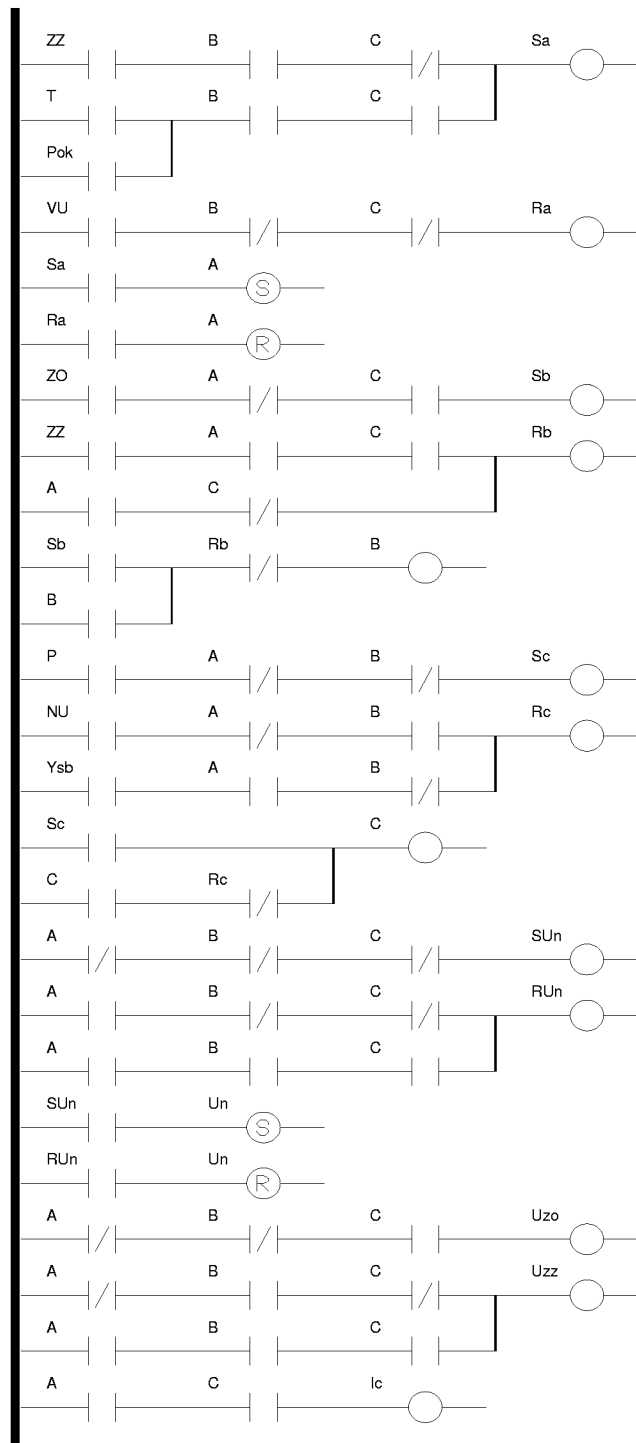 ZZ B C Sa
T B C
Pok
VU B C Ra
Sa A
S
Ra A
R
ZO A C Sb
ZZ A C Rb
A C
Sb Rb B
B
P A B Sc
NU A B Rc
Ysb A B
Sc C
C Rc
A B C SUn
A B C RUn
A B C
SUn Un
S
RUn Un
R
A B C Uzo
A B C Uzz
A B C
A C Ic